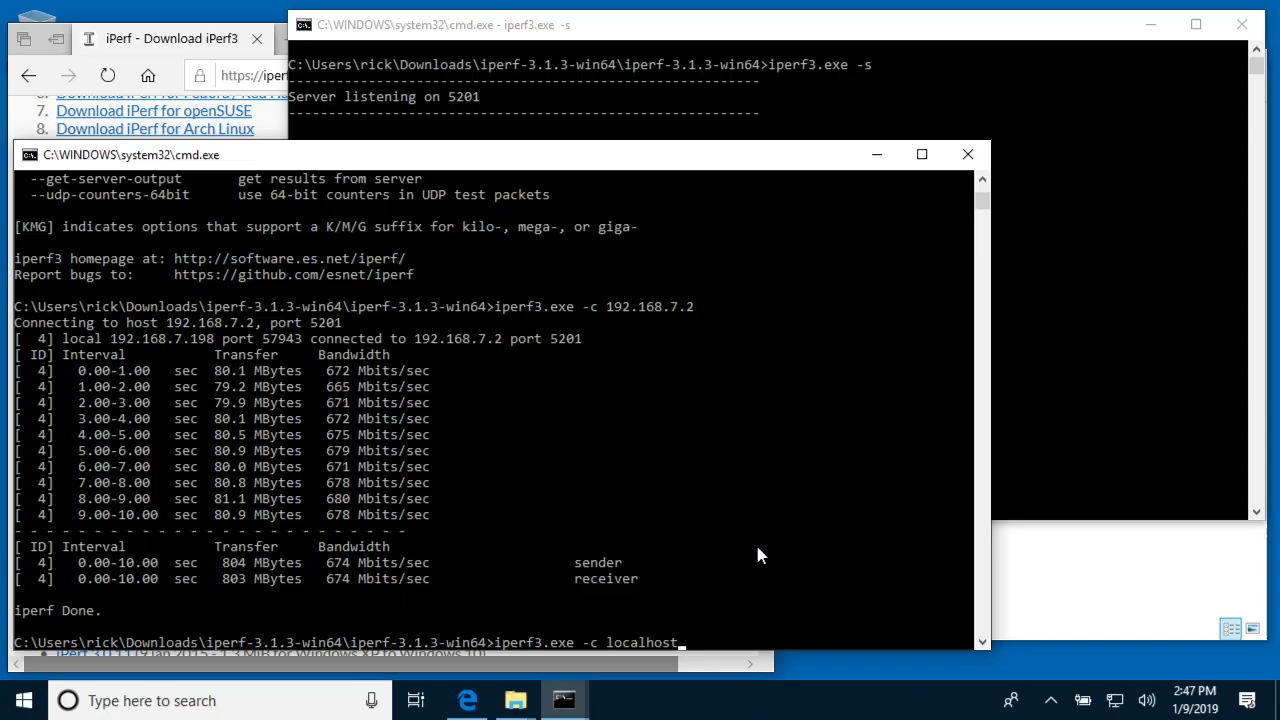 C:\WINDOWS\system32\cmd.exe - iperf3.exe -s
iPerf - Download iPerf3
https://iperf
7. Download iPerf for openSUSE
8. Download iPerf for Arch Linux
C:\Users\rick\Downloads\iperf-3.1.3-win64\iperf-3.1.3-win64>iperf3.exe -s
-----------------------------------------------------------
Server listening on 5201
-----------------------------------------------------------
C:\WINDOWS\system32\cmd.exe
--get-server-output       get results from server
--udp-counters-64bit      use 64-bit counters in UDP test packets
[KMG] indicates options that support a K/M/G suffix for kilo-, mega-, or giga-
iperf3 homepage at: http://software.es.net/iperf/
Report bugs to:     https://github.com/esnet/iperf
C:\Users\rick\Downloads\iperf-3.1.3-win64\iperf-3.1.3-win64>iperf3.exe -c 192.168.7.2
Connecting to host 192.168.7.2, port 5201
[  4] local 192.168.7.198 port 57943 connected to 192.168.7.2 port 5201
[ ID] Interval           Transfer     Bandwidth
[  4]   0.00-1.00   sec  80.1 MBytes   672 Mbits/sec
[  4]   1.00-2.00   sec  79.2 MBytes   665 Mbits/sec
[  4]   2.00-3.00   sec  79.9 MBytes   671 Mbits/sec
[  4]   3.00-4.00   sec  80.1 MBytes   672 Mbits/sec
[  4]   4.00-5.00   sec  80.5 MBytes   675 Mbits/sec
[  4]   5.00-6.00   sec  80.9 MBytes   679 Mbits/sec
[  4]   6.00-7.00   sec  80.0 MBytes   671 Mbits/sec
[  4]   7.00-8.00   sec  80.8 MBytes   678 Mbits/sec
[  4]   8.00-9.00   sec  81.1 MBytes   680 Mbits/sec
[  4]   9.00-10.00  sec  80.9 MBytes   678 Mbits/sec
- - - - - - - - - - - - - - - - - - - - - - - - -
[ ID] Interval           Transfer     Bandwidth
[  4]   0.00-10.00  sec   804 MBytes   674 Mbits/sec                  sender
[  4]   0.00-10.00  sec   803 MBytes   674 Mbits/sec                  receiver
iperf Done.
C:\Users\rick\Downloads\iperf-3.1.3-win64\iperf-3.1.3-win64>iperf3.exe -c localhost
Type here to search
2:47 PM
1/9/2019